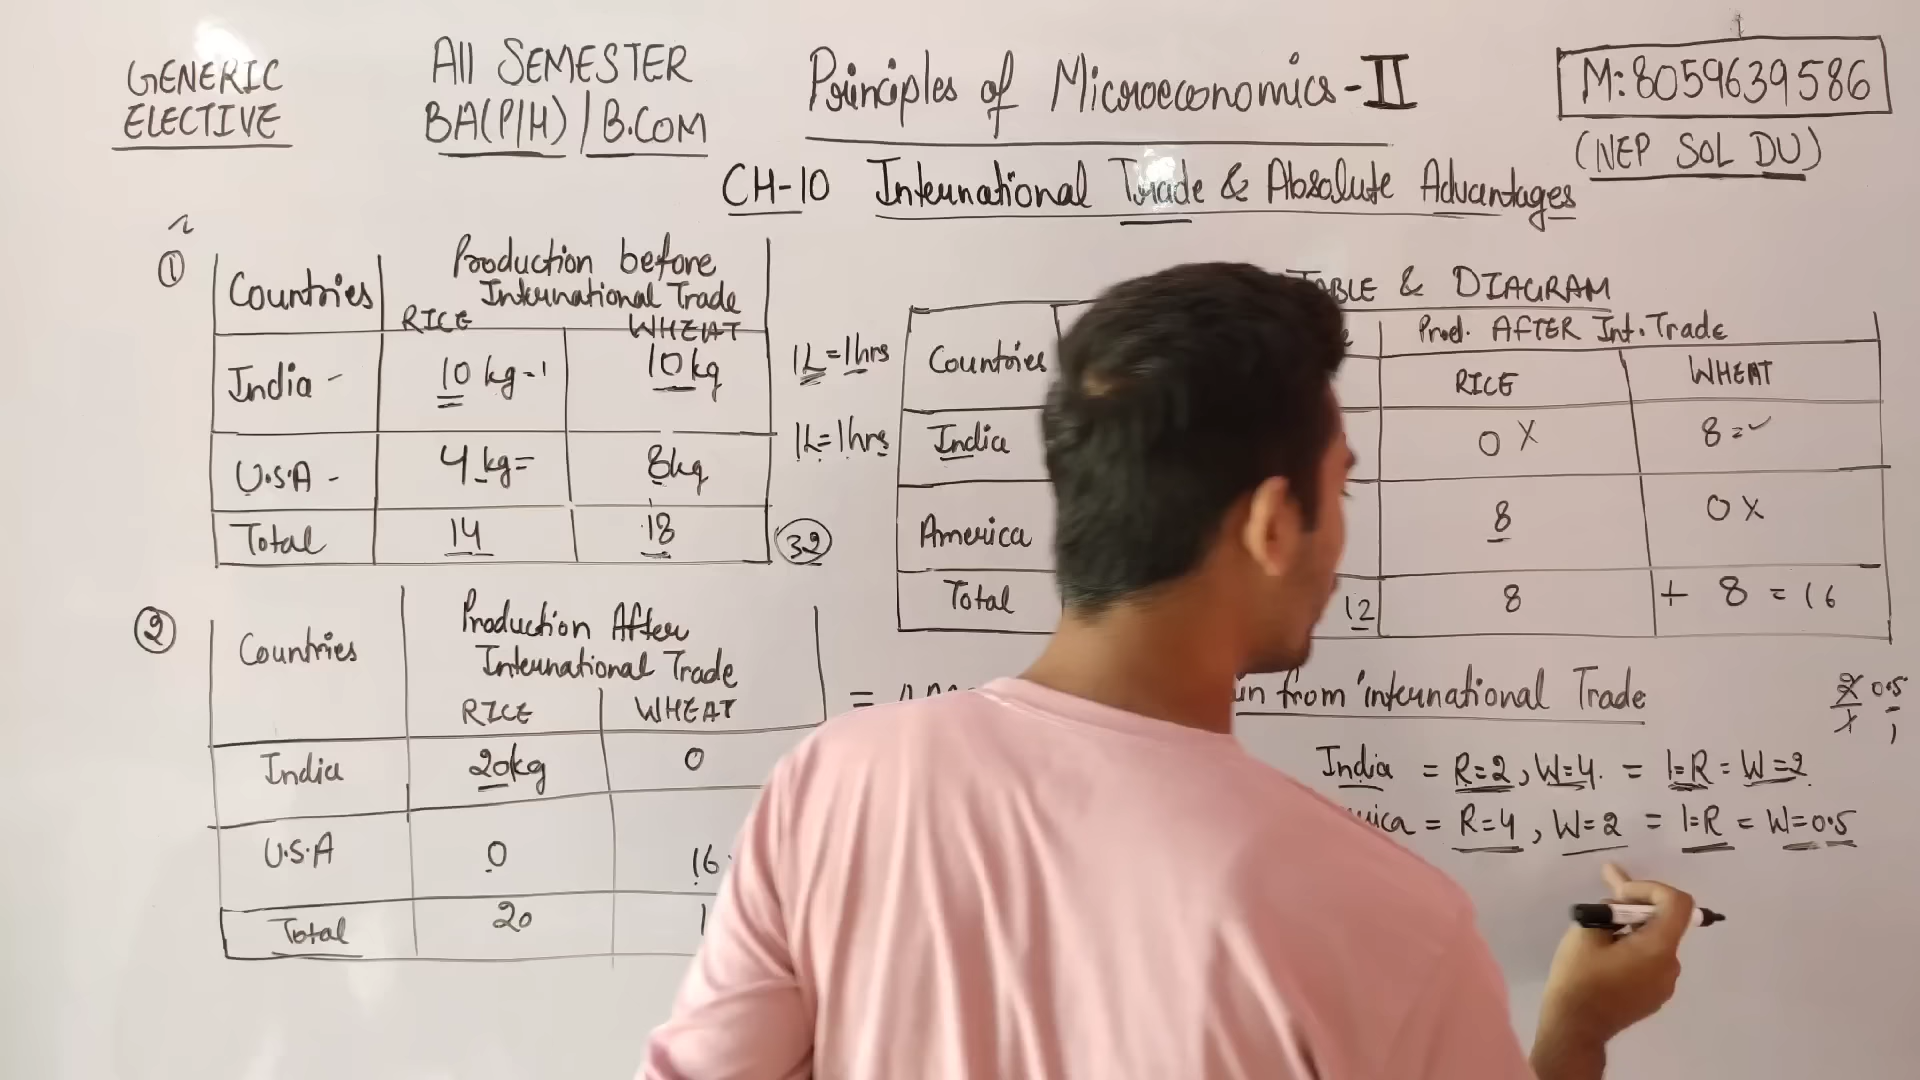 GENERIC
ELECTIVE
All SEMESTER
BA(P/H) / B.COM
Principles of Microeconomics-II
M:8059639586
(NEP SOL DU)
CH-10 International Trade & Absolute Advantages
①
Countries
Production before
International Trade
RICE WHEAT
India - 10 kg 10 kg
1L=1hrs
U.S.A - 4 kg= 8kg
1L=1hrs
Total 14 18
32
②
Countries
Production After
International Trade
RICE WHEAT
India 20kg 0
U.S.A 0 16
Total 20
& DIAGRAM
Countries
Prod. AFTER Int. Trade
RICE WHEAT
India 0 X 8
America 8 0 X
Total 12 8 + 8 = 16
from international Trade
India = R=2, W=4. = 1=R = W=2
= R=4, W=2 = 1=R = W=0.5
0.5